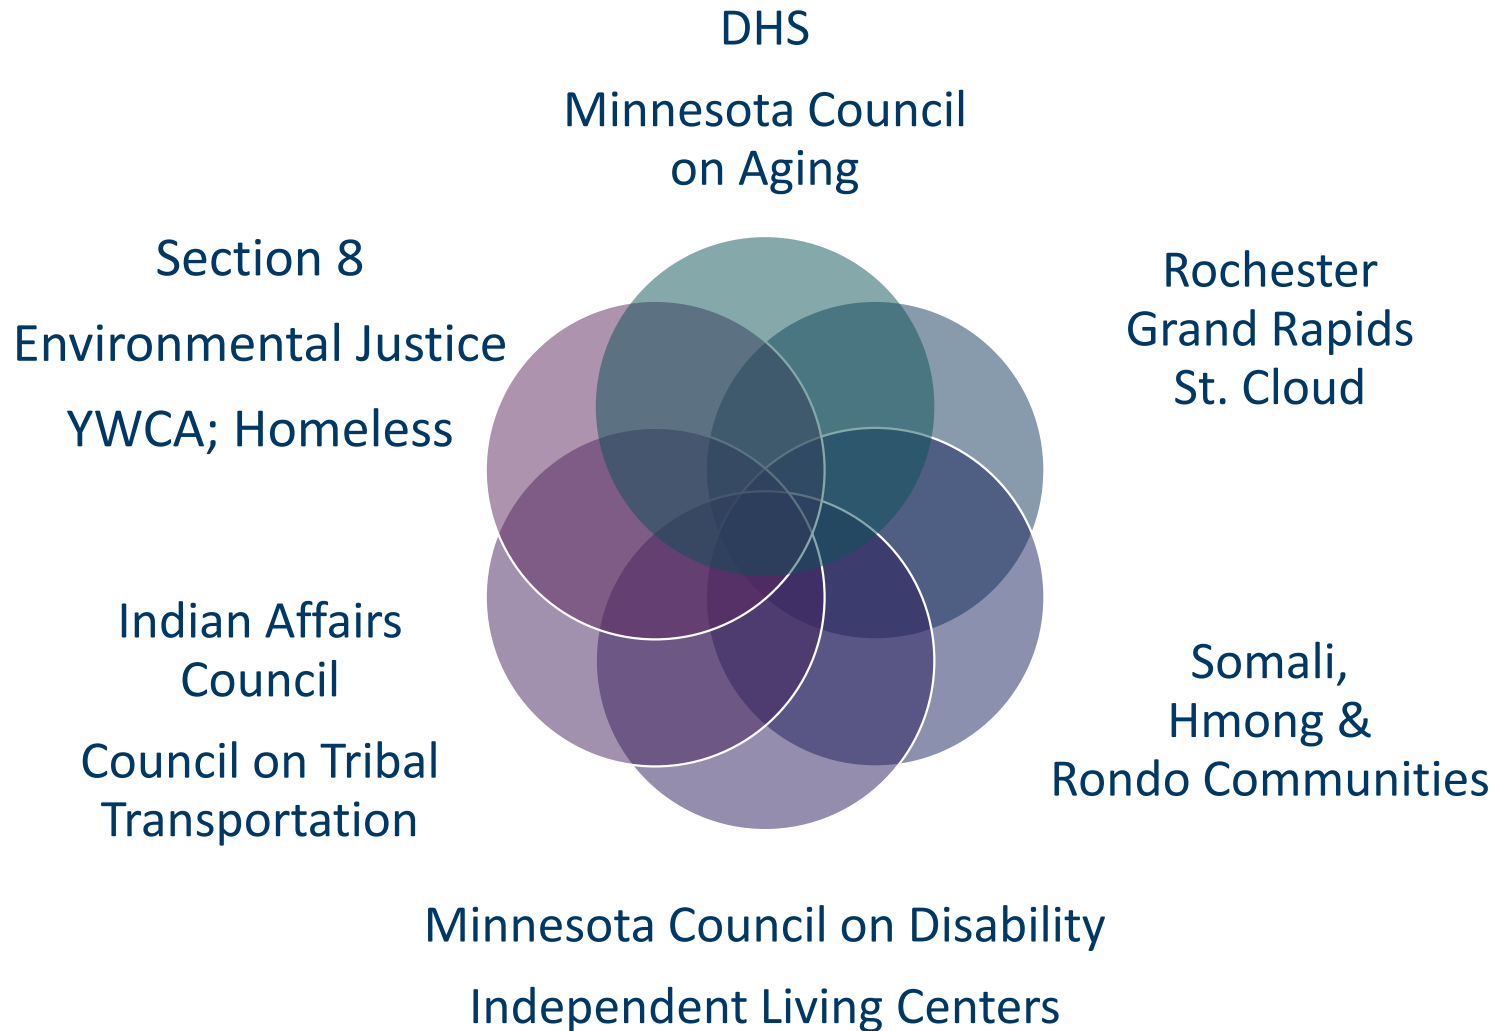 DHS
Minnesota Council
on Aging
Section 8
Environmental Justice
YWCA; Homeless
Rochester
Grand Rapids
St. Cloud
Indian Affairs
Council
Council on Tribal
Transportation
Somali,
Hmong &
Rondo Communities
Minnesota Council on Disability
Independent Living Centers